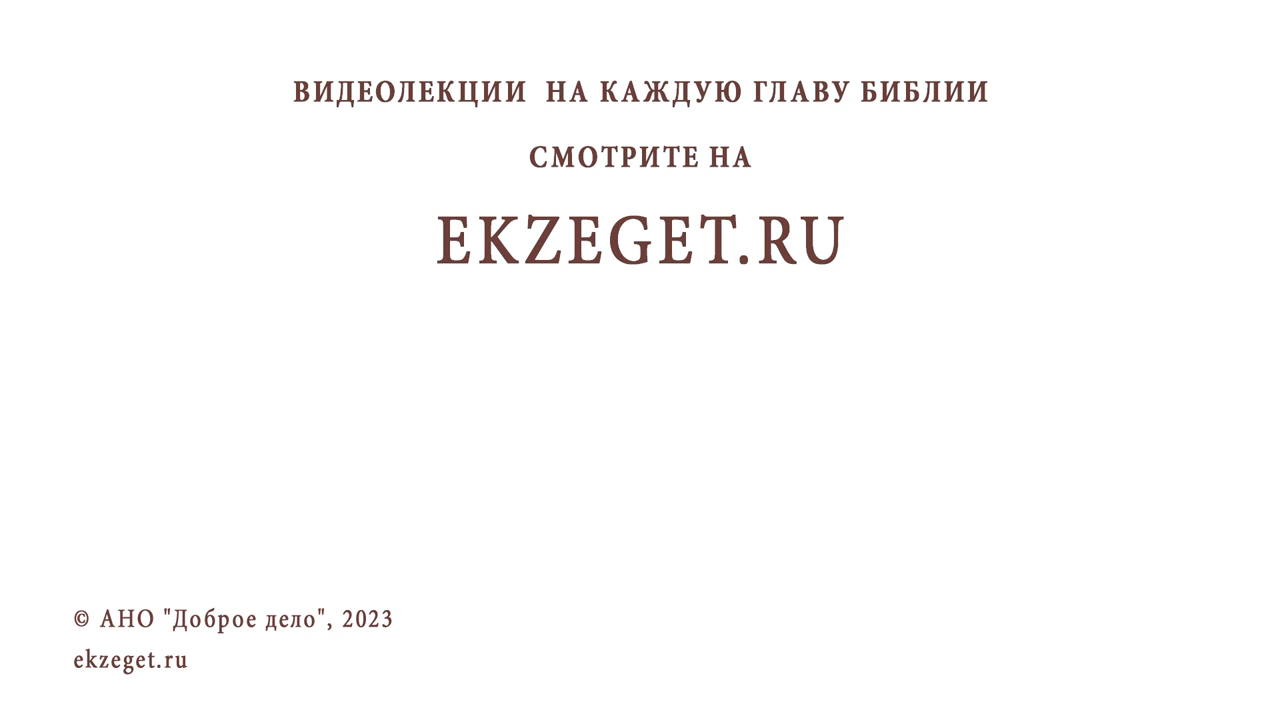 ВИДЕОЛЕКЦИИ НА КАЖДУЮ ГЛАВУ БИБЛИИ
СМОТРИТЕ НА
EKZEGET.RU
© АНО "Доброе дело", 2023
ekzeget.ru